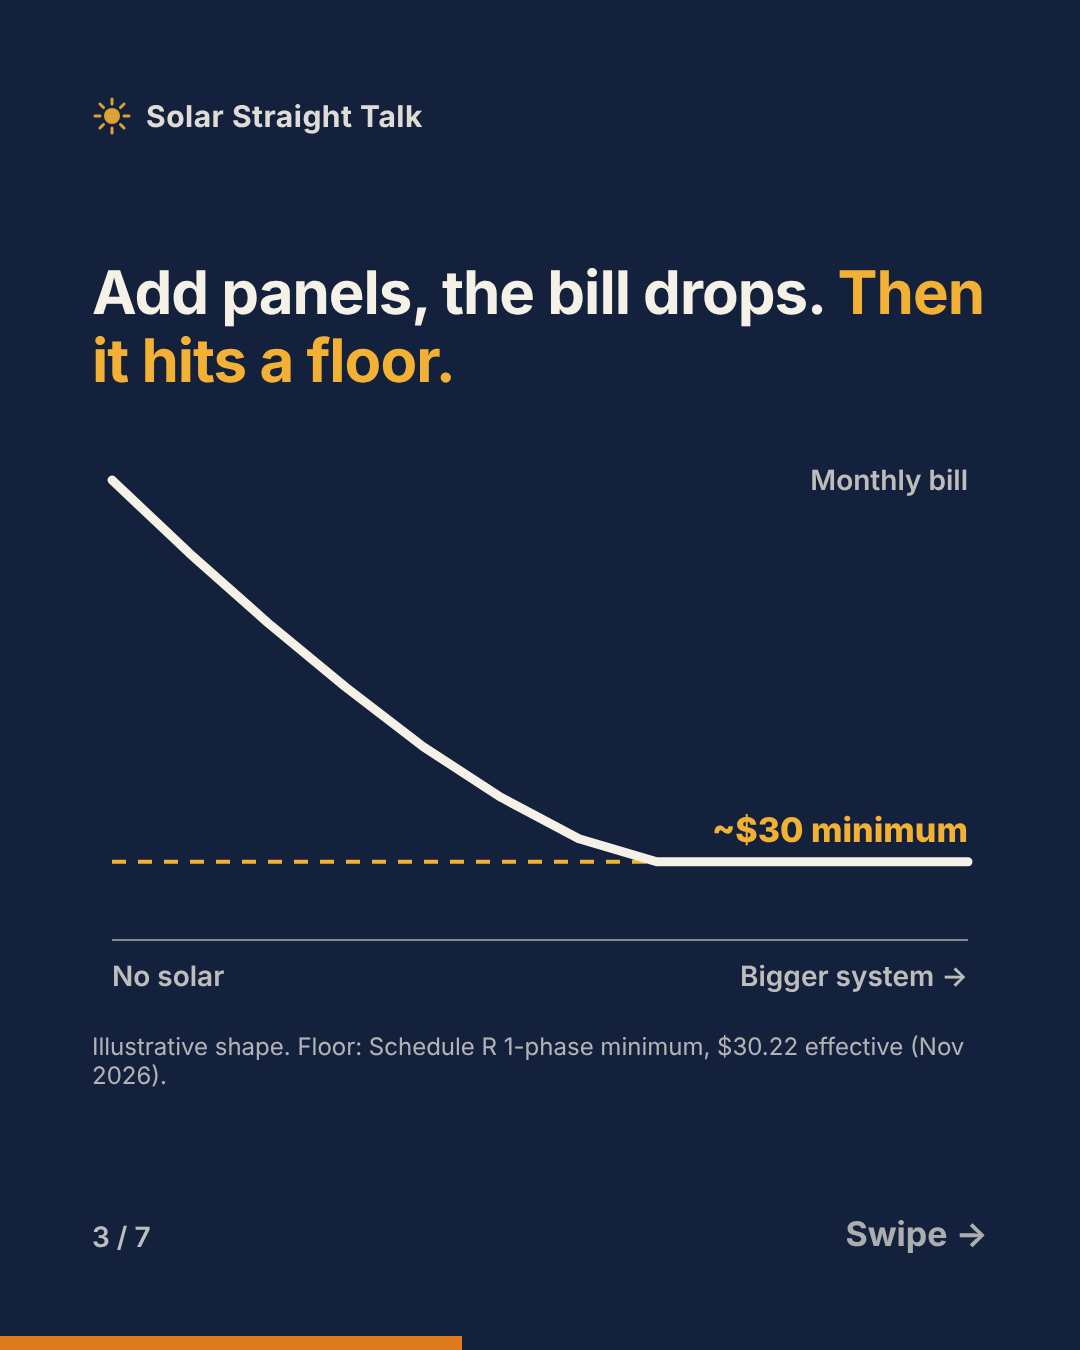 Solar Straight Talk
Add panels, the bill drops. Then
it hits a floor.
Monthly bill
~$30 minimum
No solar
Bigger system →
Illustrative shape. Floor: Schedule R 1-phase minimum, $30.22 effective (Nov
2026).
3 / 7
Swipe →